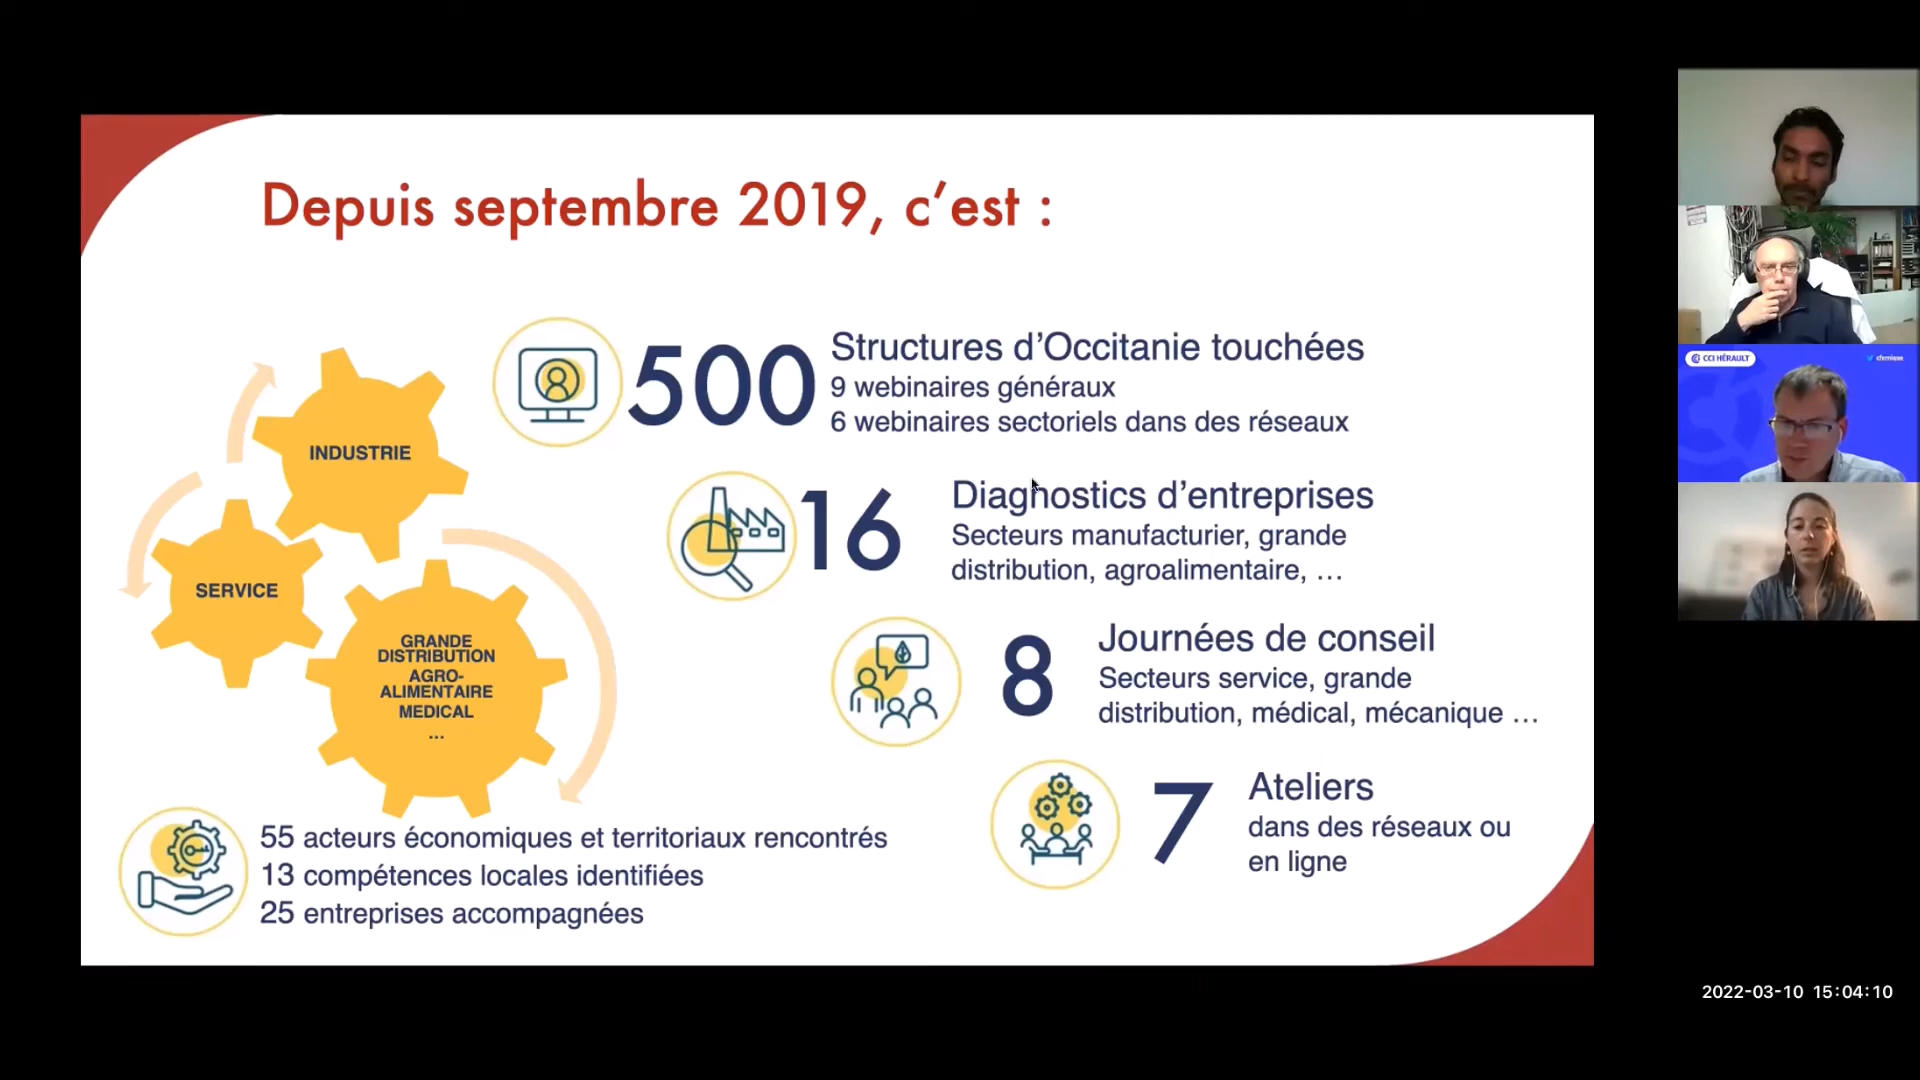 Depuis septembre 2019, c’est :
500
Structures d’Occitanie touchées
9 webinaires généraux
6 webinaires sectoriels dans des réseaux
INDUSTRIE
SERVICE
GRANDE
DISTRIBUTION
AGRO-
ALIMENTAIRE
MEDICAL
...
16
Diagnostics d’entreprises
Secteurs manufacturier, grande
distribution, agroalimentaire, …
8
Journées de conseil
Secteurs service, grande
distribution, médical, mécanique …
7
Ateliers
dans des réseaux ou
en ligne
55 acteurs économiques et territoriaux rencontrés
13 compétences locales identifiées
25 entreprises accompagnées
CCI HÉRAULT
2022-03-10 15:04:10